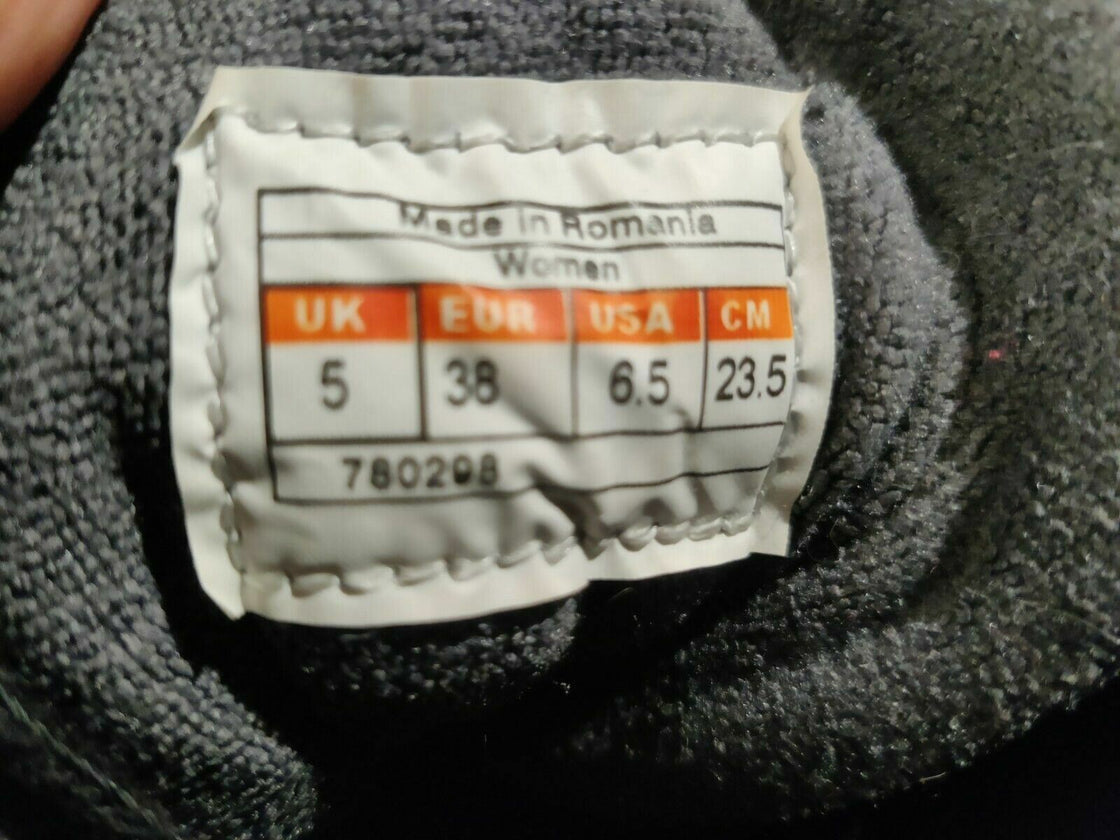 Made in Romania
Women
UK EUR USA CM
5 38 6.5 23.5
780298